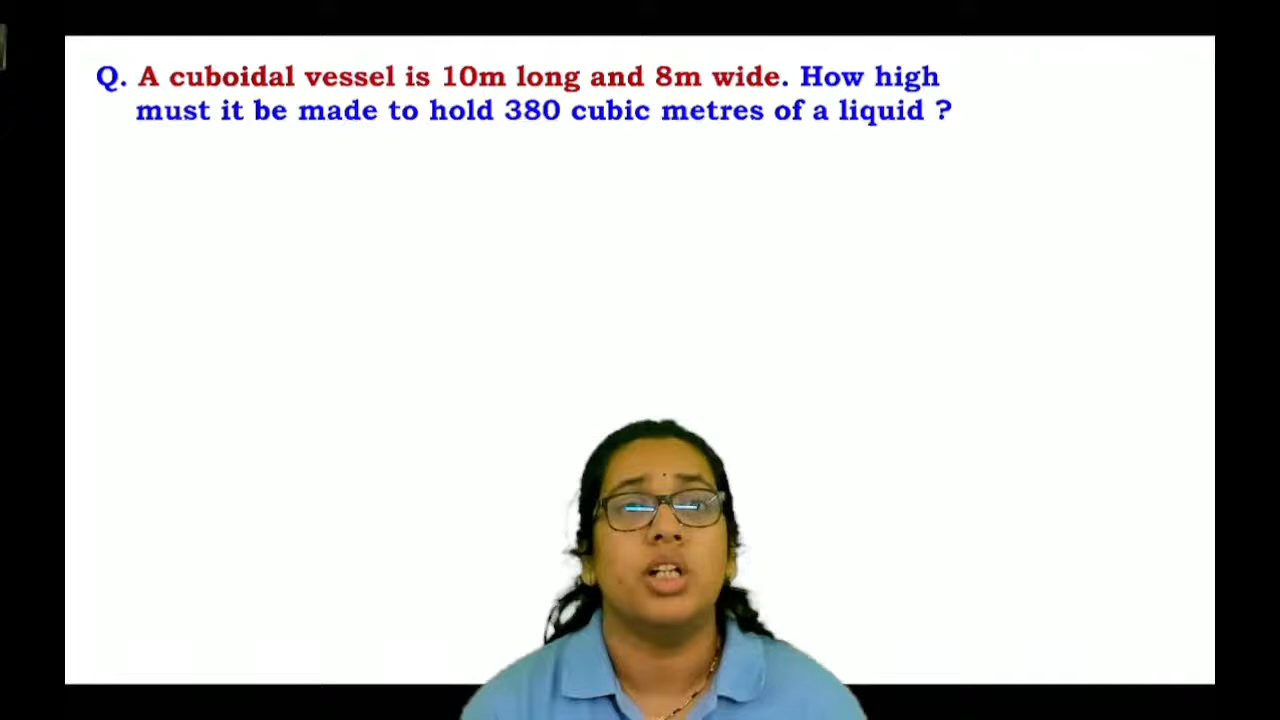 Q. A cuboidal vessel is 10m long and 8m wide. How high
must it be made to hold 380 cubic metres of a liquid ?